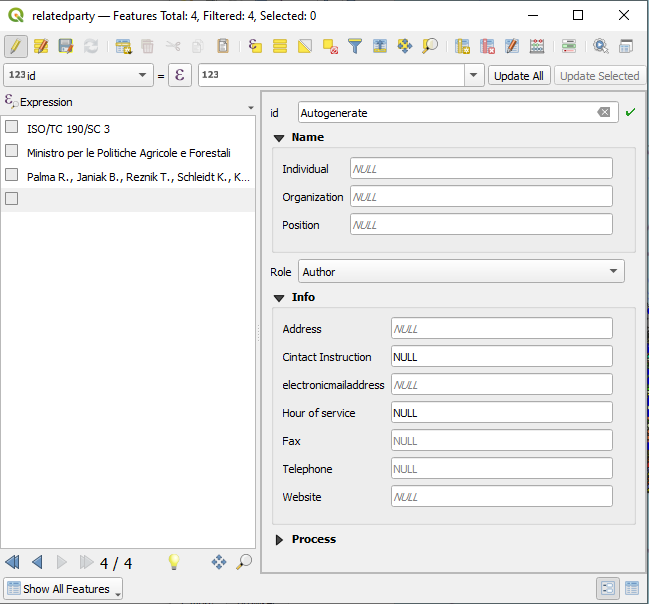 relatedparty — Features Total: 4, Filtered: 4, Selected: 0
123 id = ε 123 Update All Update Selected
Expression
ISO/TC 190/SC 3
Ministro per le Politiche Agricole e Forestali
Palma R., Janiak B., Reznik T., Schleidt K., K...
id Autogenerate
Name
Individual NULL
Organization NULL
Position NULL
Role Author
Info
Address NULL
Cintact Instruction NULL
electronicmailaddress NULL
Hour of service NULL
Fax NULL
Telephone NULL
Website NULL
Process
4 / 4
Show All Features